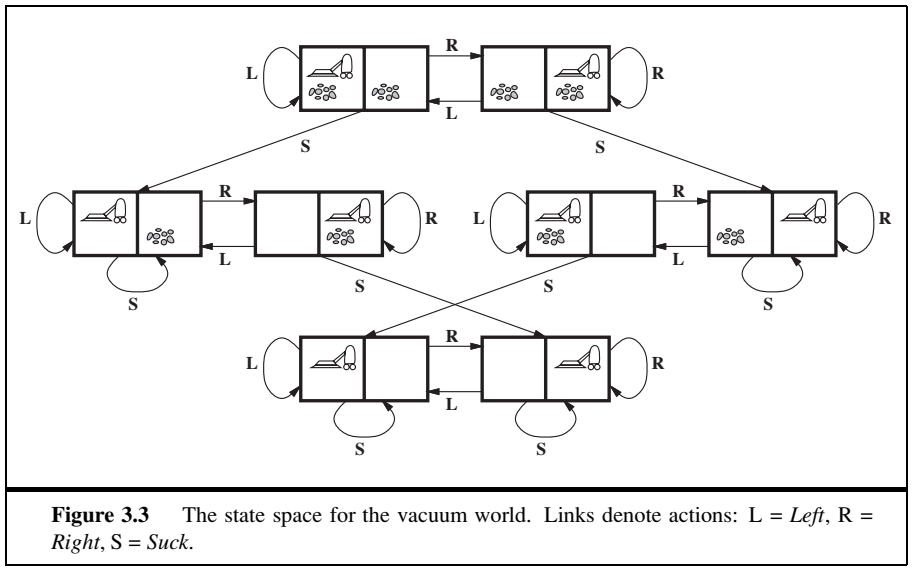 R
L
R
L
S
S
R
R
L
R
L
R
L
L
S
S
S
S
R
L
R
L
S
S
Figure 3.3 The state space for the vacuum world. Links denote actions: L = Left, R =
Right, S = Suck.